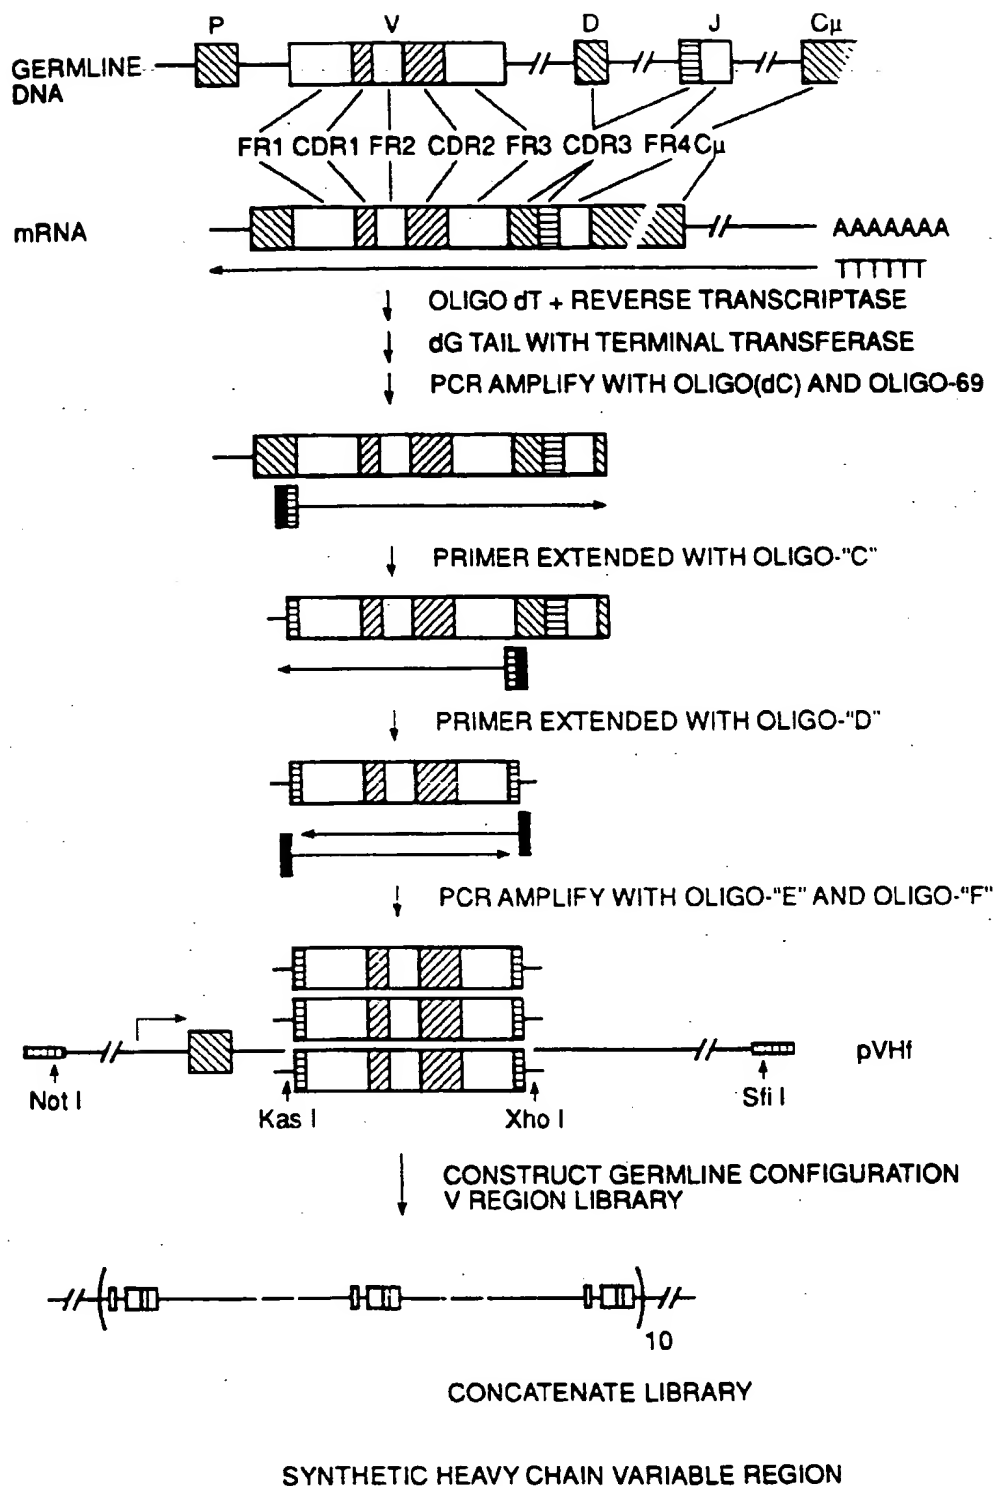 P V D J Cμ
GERMLINE
DNA
FR1 CDR1 FR2 CDR2 FR3 CDR3 FR4 Cμ
mRNA
AAAAAAA
TTTTTT
OLIGO dT + REVERSE TRANSCRIPTASE
dG TAIL WITH TERMINAL TRANSFERASE
PCR AMPLIFY WITH OLIGO(dC) AND OLIGO-69
PRIMER EXTENDED WITH OLIGO-"C"
PRIMER EXTENDED WITH OLIGO-"D"
PCR AMPLIFY WITH OLIGO-"E" AND OLIGO-"F"
pVHf
Not I
Kas I
Xho I
Sfi I
CONSTRUCT GERMLINE CONFIGURATION
V REGION LIBRARY
10
CONCATENATE LIBRARY
SYNTHETIC HEAVY CHAIN VARIABLE REGION